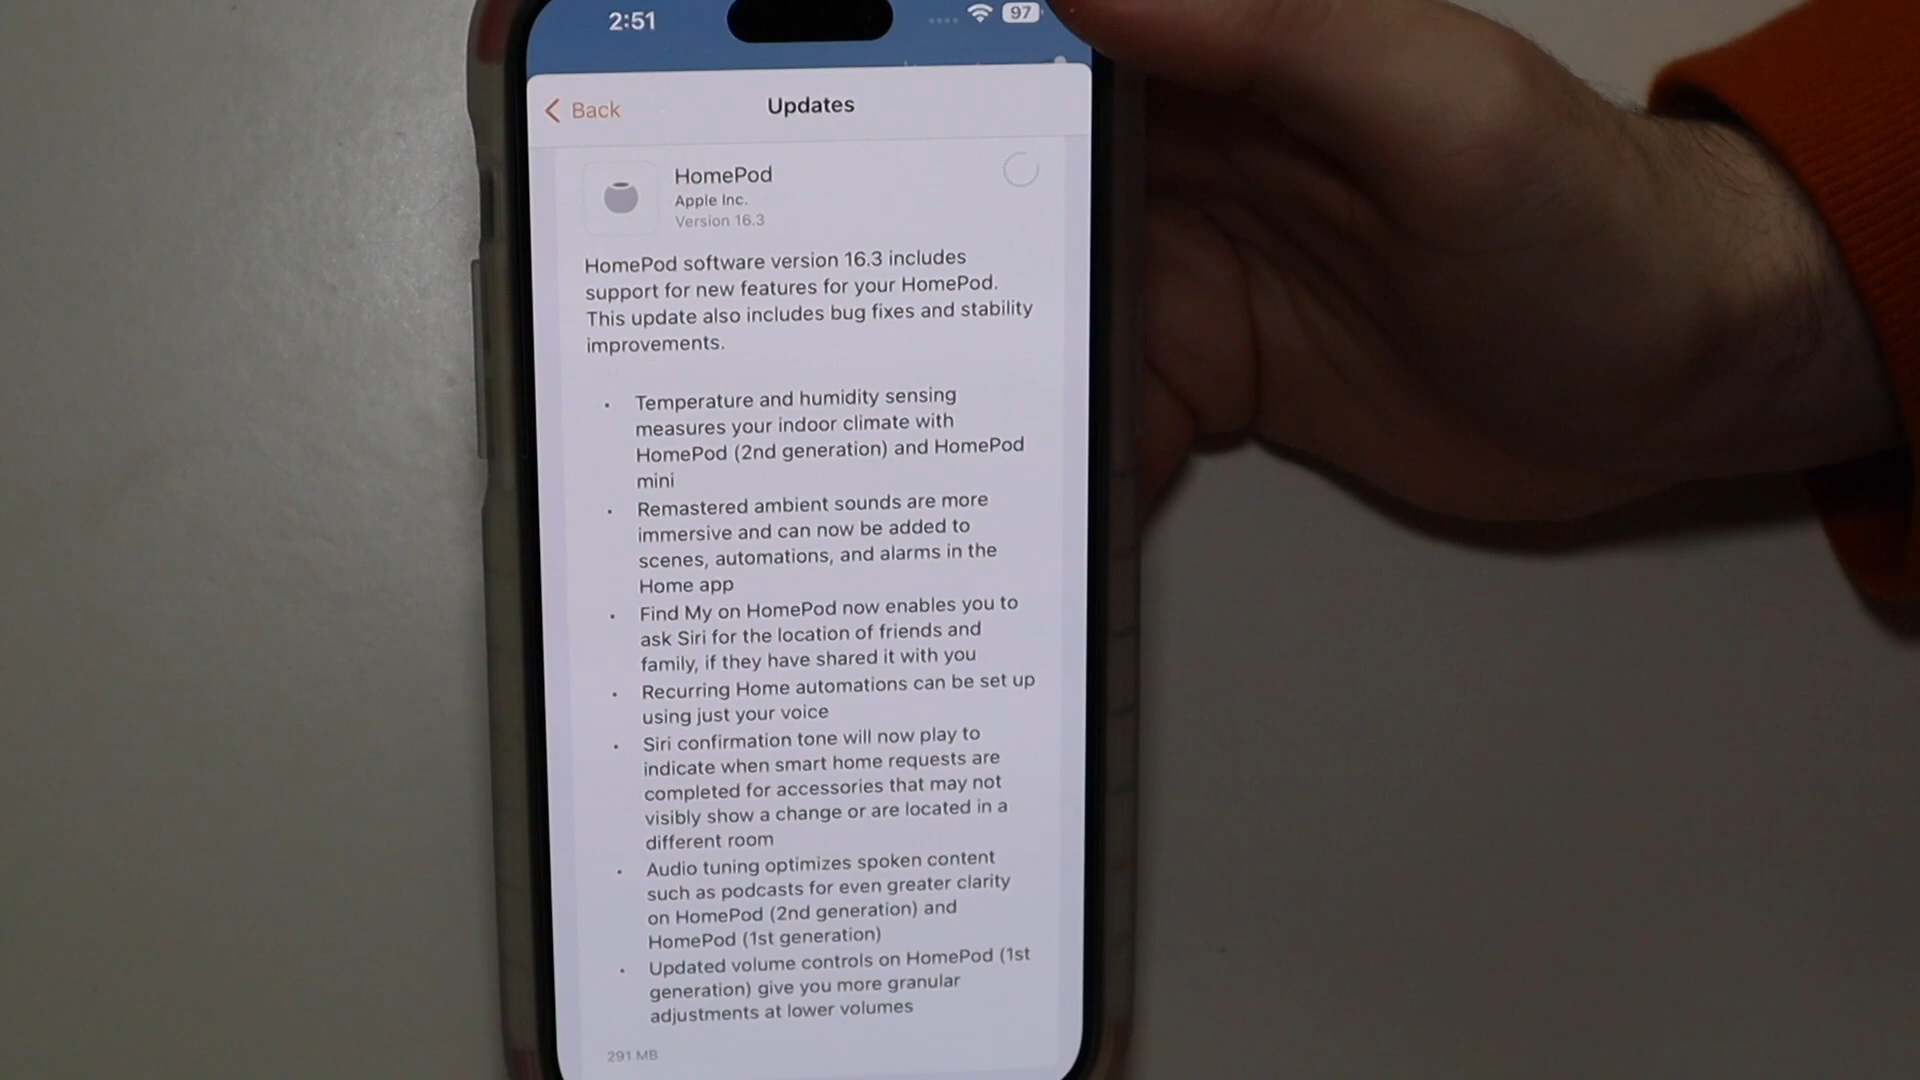 2:51
97
Back
Updates
HomePod
Apple Inc.
Version 16.3
HomePod software version 16.3 includes
support for new features for your HomePod.
This update also includes bug fixes and stability
improvements.
• Temperature and humidity sensing
measures your indoor climate with
HomePod (2nd generation) and HomePod
mini
• Remastered ambient sounds are more
immersive and can now be added to
scenes, automations, and alarms in the
Home app
• Find My on HomePod now enables you to
ask Siri for the location of friends and
family, if they have shared it with you
• Recurring Home automations can be set up
using just your voice
• Siri confirmation tone will now play to
indicate when smart home requests are
completed for accessories that may not
visibly show a change or are located in a
different room
• Audio tuning optimizes spoken content
such as podcasts for even greater clarity
on HomePod (2nd generation) and
HomePod (1st generation)
• Updated volume controls on HomePod (1st
generation) give you more granular
adjustments at lower volumes
291 MB